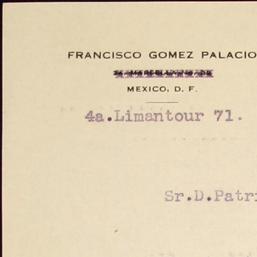 FRANCISCO GOMEZ PALACIO
MEXICO, D. F.
4a.Limantour 71.
Sr.D.Patri